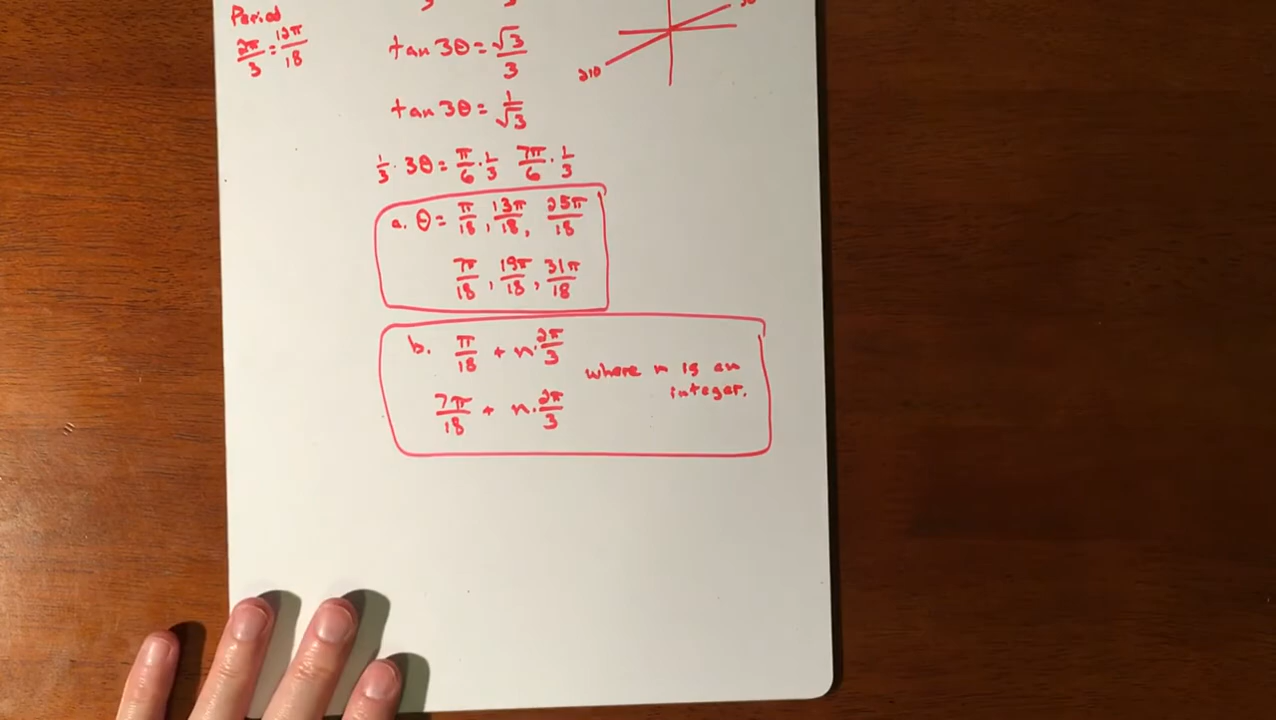 Period
2π/3 = 12π/18
tan 3θ = √3/3
tan 3θ = 1/√3
210
1/3 · 3θ = π/6 · 1/3   7π/6 · 1/3
a. θ = π/18, 13π/18, 25π/18
7π/18, 19π/18, 31π/18
b. π/18 + n · 2π/3
where n is an
integer.
7π/18 + n · 2π/3